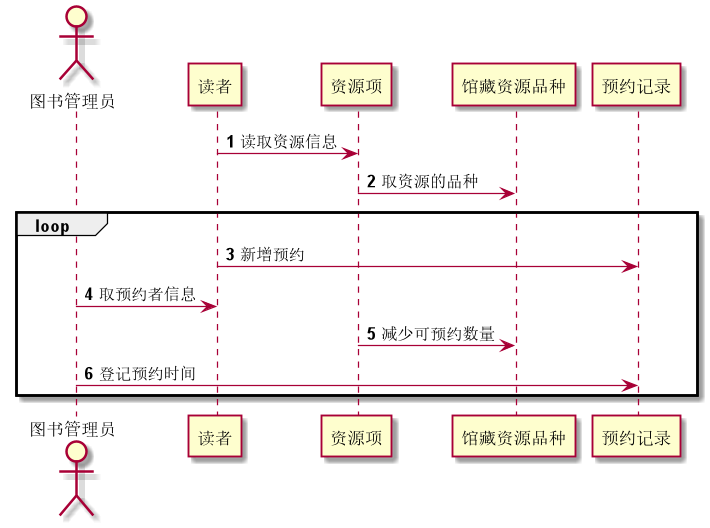 图书管理员
读者
资源项
馆藏资源品种
预约记录
1 读取资源信息
2 取资源的品种
loop
3 新增预约
4 取预约者信息
5 减少可预约数量
6 登记预约时间
图书管理员
读者
资源项
馆藏资源品种
预约记录